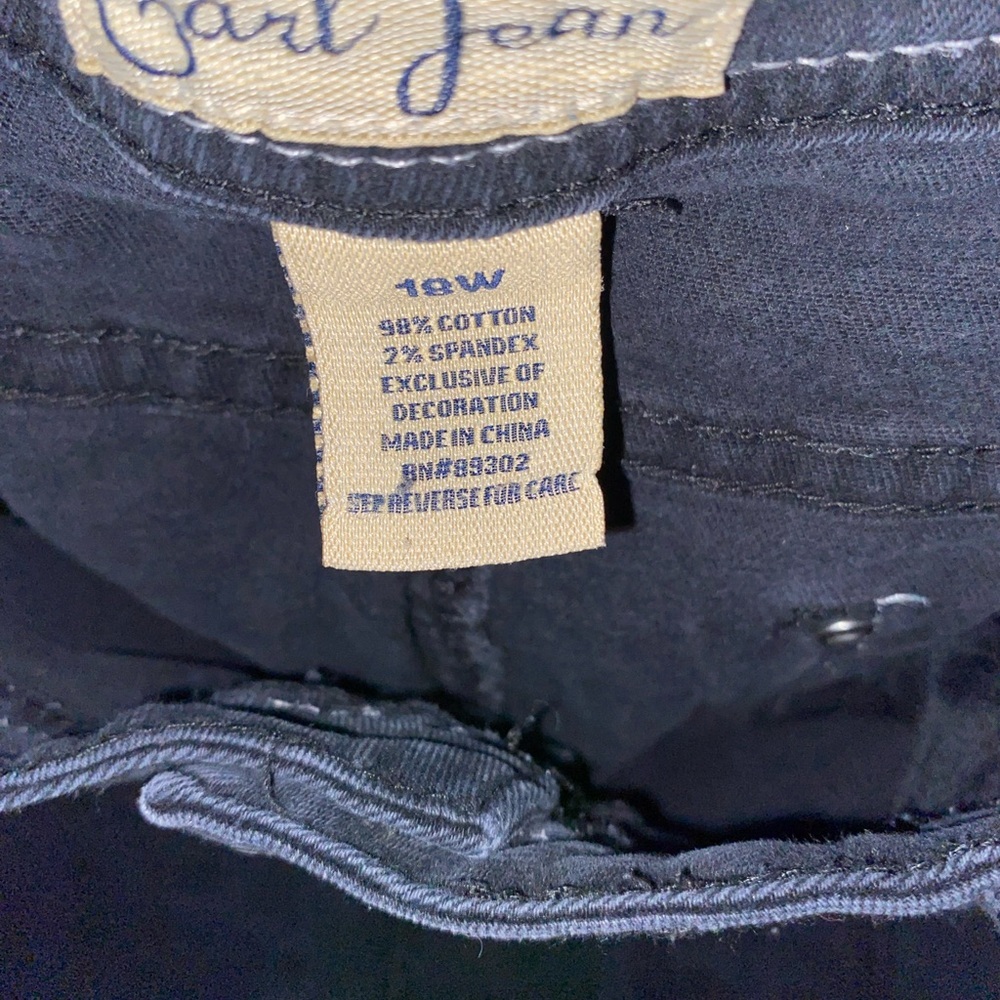 Earl Jean
18W
98% COTTON
2% SPANDEX
EXCLUSIVE OF
DECORATION
MADE IN CHINA
RN#89302
SEE REVERSE FOR CARE